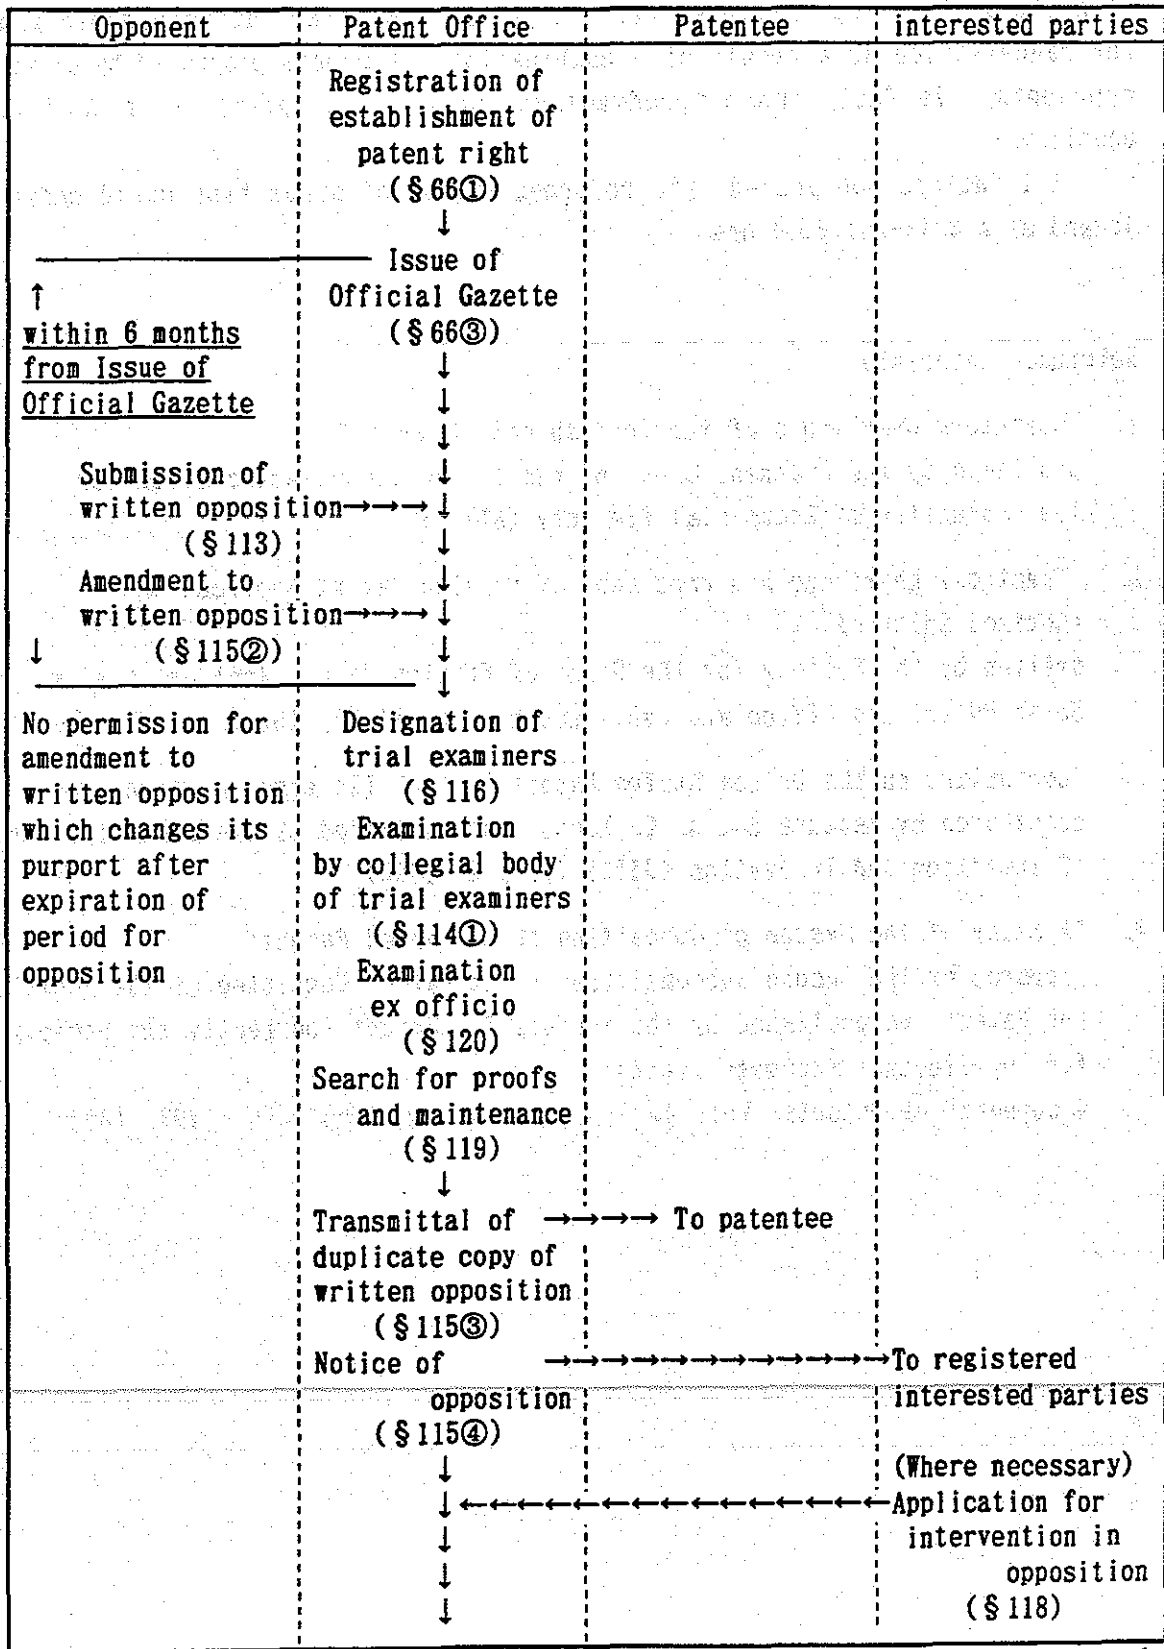 Opponent Patent Office Patentee interested parties
Registration of
establishment of
patent right
(§66①)
↓
Issue of
↑ Official Gazette
within 6 months (§66③)
from Issue of ↓
Official Gazette ↓
↓
Submission of ↓
written opposition→→→↓
(§113) ↓
Amendment to ↓
written opposition→→→↓
↓ (§115②) ↓
↓
No permission for Designation of
amendment to trial examiners
written opposition (§116)
which changes its Examination
purport after by collegial body
expiration of of trial examiners
period for (§114①)
opposition Examination
ex officio
(§120)
Search for proofs
and maintenance
(§119)
↓
Transmittal of →→→→ To patentee
duplicate copy of
written opposition
(§115③)
Notice of →→→→→→→→→→→→To registered
opposition interested parties
(§115④)
↓ (Where necessary)
↓←←←←←←←←←←←←←←Application for
↓ intervention in
↓ opposition
↓ (§118)